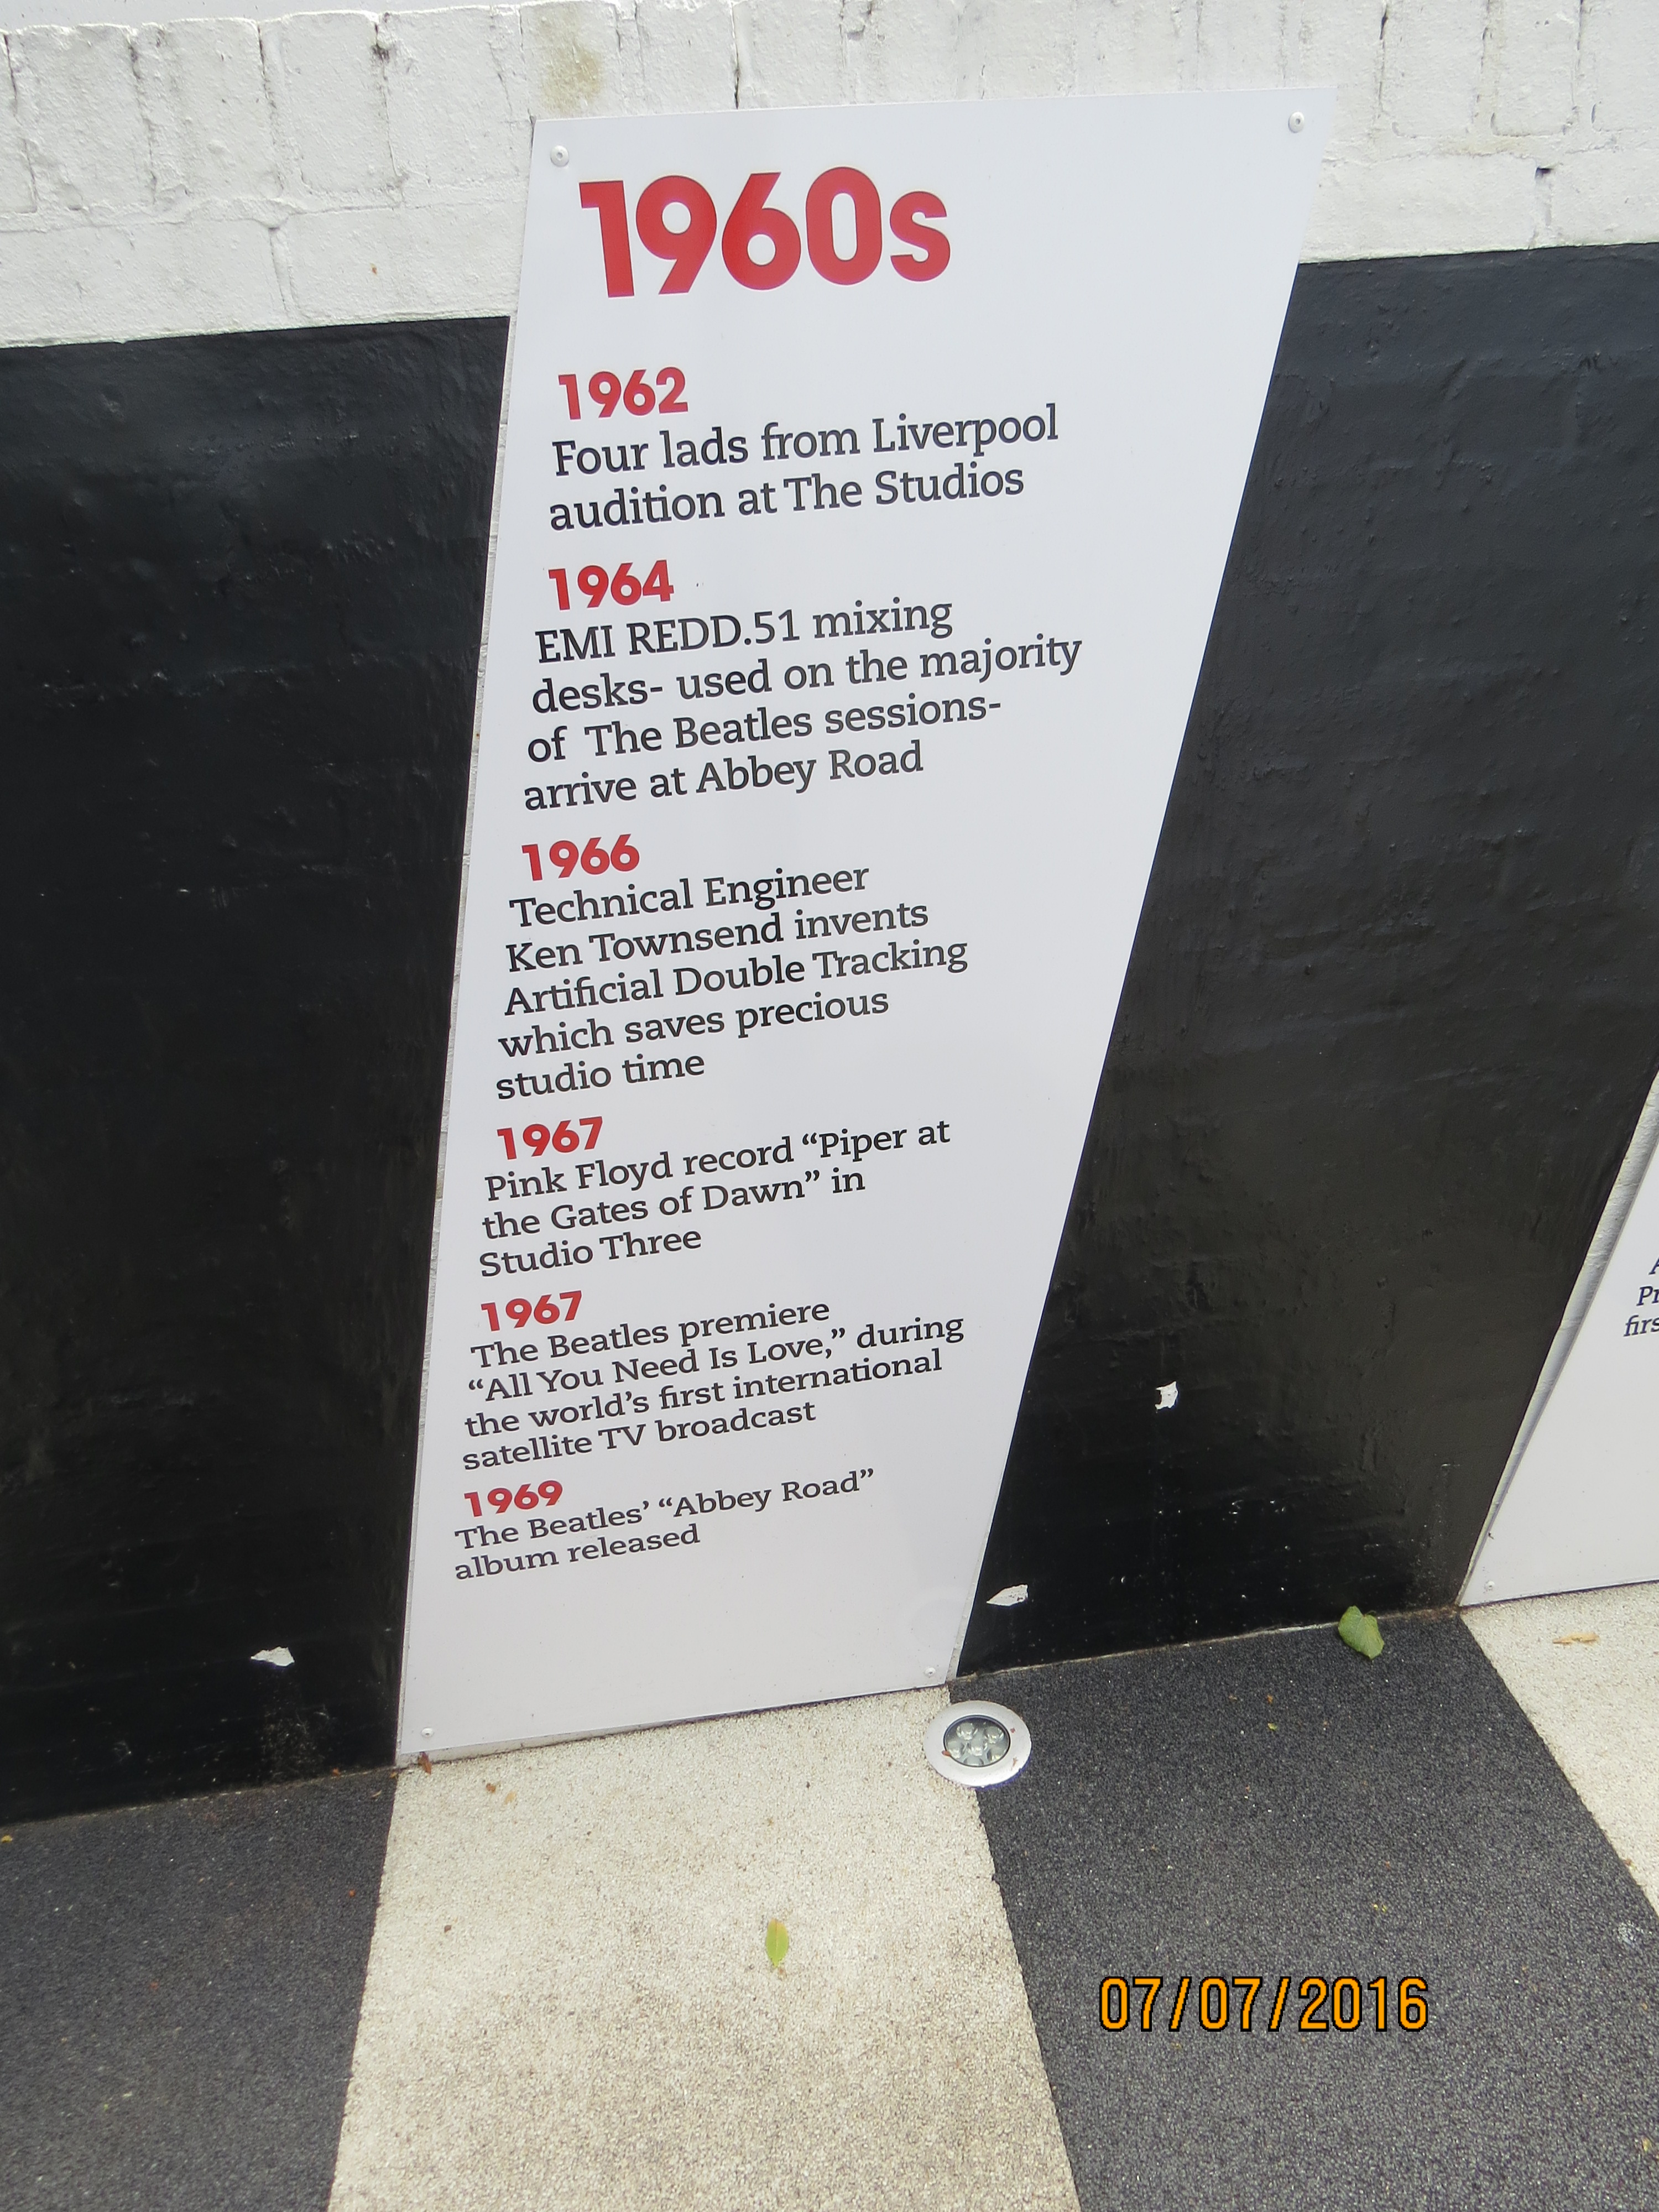 1960s
1962
Four lads from Liverpool
audition at The Studios
1964
EMI REDD.51 mixing
desks- used on the majority
of The Beatles sessions-
arrive at Abbey Road
1966
Technical Engineer
Ken Townsend invents
Artificial Double Tracking
which saves precious
studio time
1967
Pink Floyd record “Piper at
the Gates of Dawn” in
Studio Three
1967
The Beatles premiere
“All You Need Is Love,” during
the world’s first international
satellite TV broadcast
1969
The Beatles’ “Abbey Road”
album released
07/07/2016